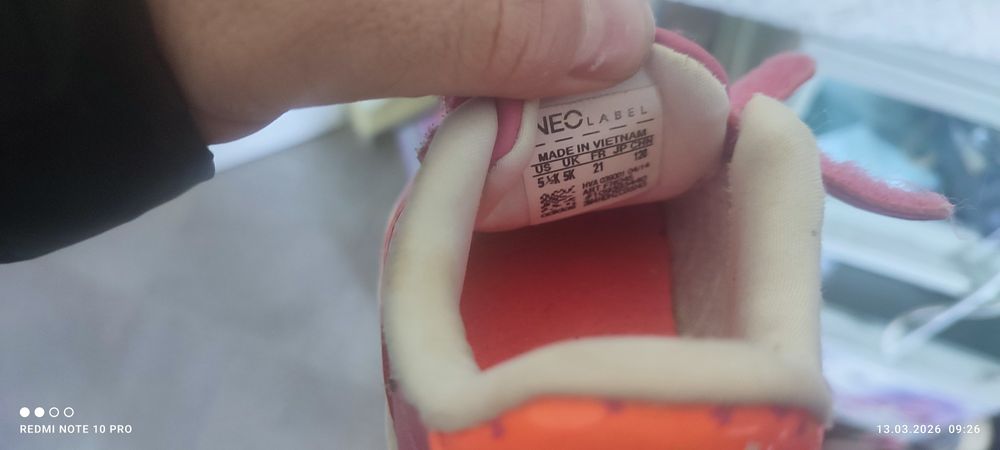 NEO LABEL
MADE IN VIETNAM
US UK FR JP CHN
5½K 5K 21 120
REDMI NOTE 10 PRO
13.03.2026 09:26